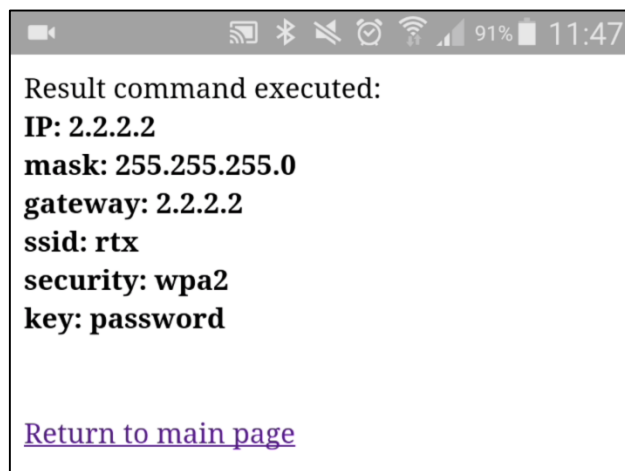 91% 11:47
Result command executed:
IP: 2.2.2.2
mask: 255.255.255.0
gateway: 2.2.2.2
ssid: rtx
security: wpa2
key: password
Return to main page